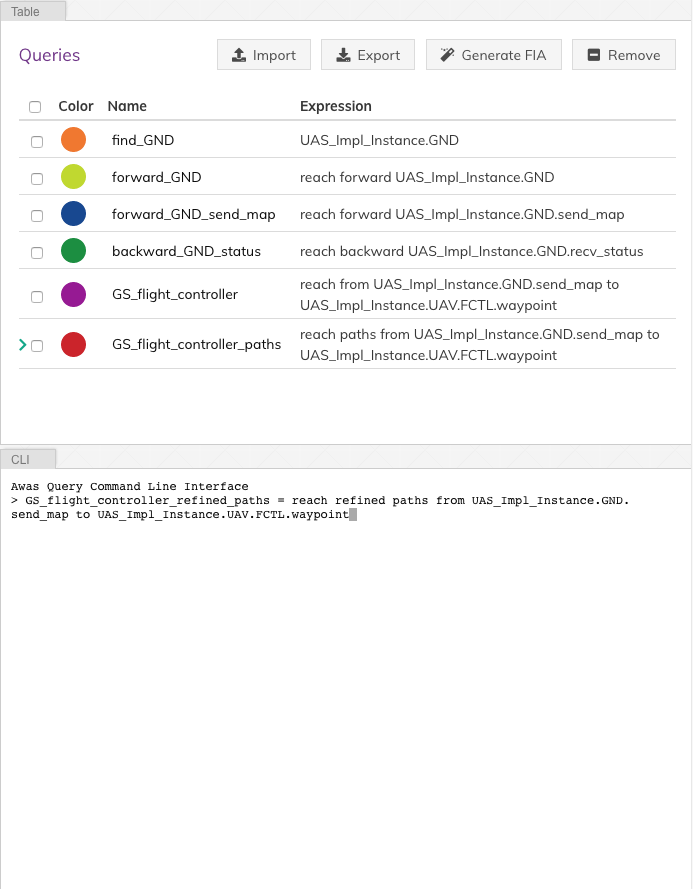 Table
Queries
Import
Export
Generate FIA
Remove
Color Name Expression
find_GND UAS_Impl_Instance.GND
forward_GND reach forward UAS_Impl_Instance.GND
forward_GND_send_map reach forward UAS_Impl_Instance.GND.send_map
backward_GND_status reach backward UAS_Impl_Instance.GND.recv_status
GS_flight_controller reach from UAS_Impl_Instance.GND.send_map to
UAS_Impl_Instance.UAV.FCTL.waypoint
GS_flight_controller_paths reach paths from UAS_Impl_Instance.GND.send_map to
UAS_Impl_Instance.UAV.FCTL.waypoint
CLI
Awas Query Command Line Interface
> GS_flight_controller_refined_paths = reach refined paths from UAS_Impl_Instance.GND.
send_map to UAS_Impl_Instance.UAV.FCTL.waypoint